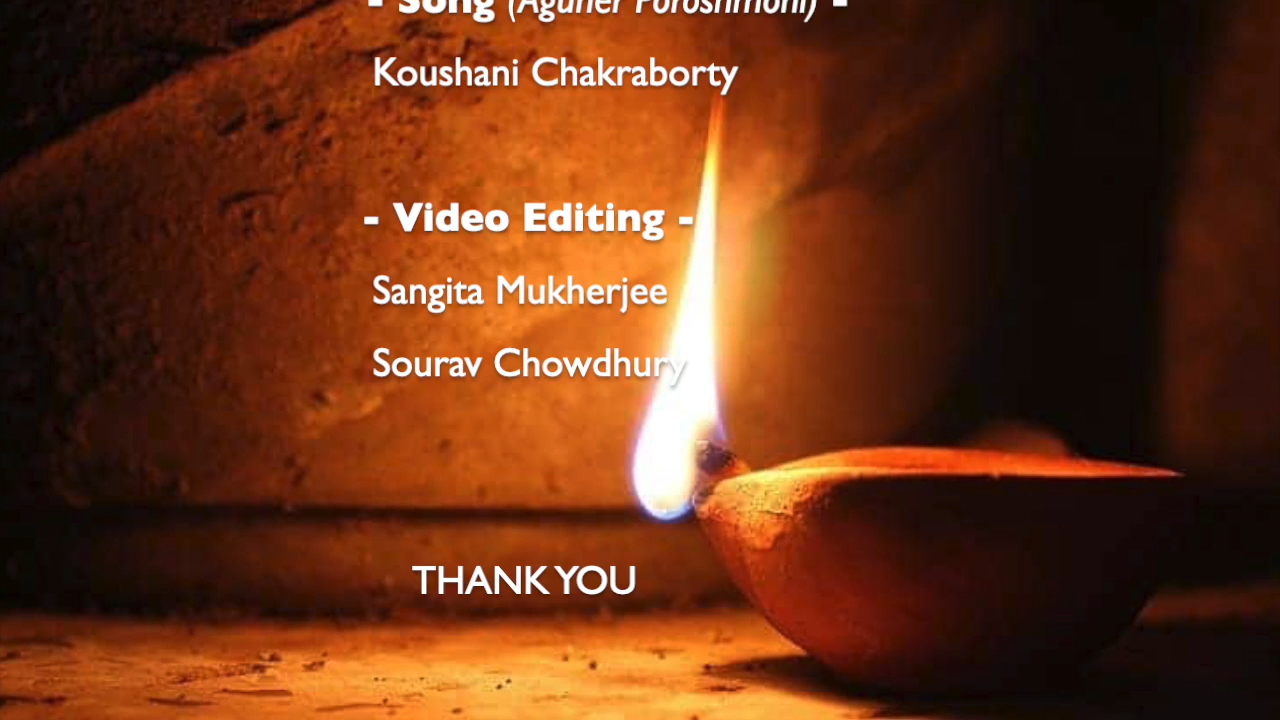 - Song (Aguner Poroshmoni) -
Koushani Chakraborty
- Video Editing -
Sangita Mukherjee
Sourav Chowdhury
THANK YOU